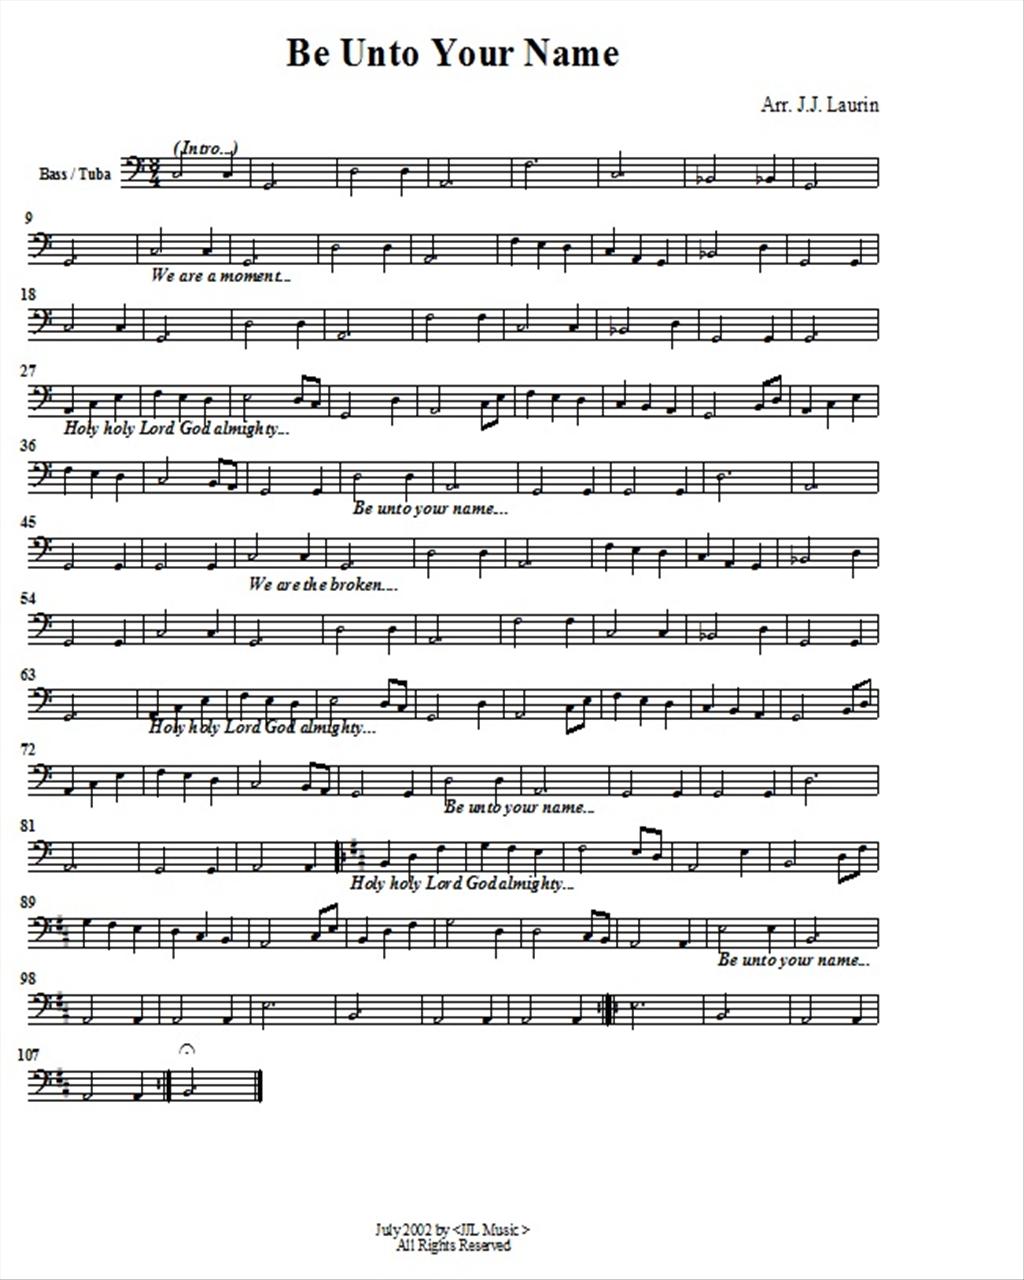 Be Unto Your Name
Arr. J.J. Laurin
(Intro...)
Bass / Tuba
3
4
9
We are a moment...
18
27
Holy holy Lord God almighty...
36
Be unto your name...
45
We are the broken....
54
63
Holy holy Lord God almighty...
72
Be unto your name...
81
Holy holy Lord God almighty...
89
Be unto your name...
98
107
July 2002 by <JJL Music >
All Rights Reserved